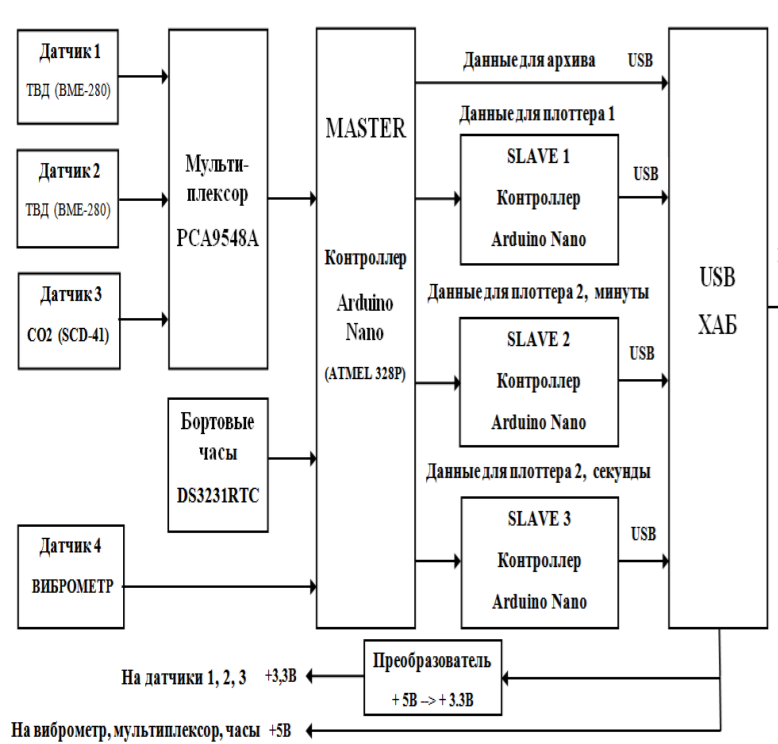 Датчик 1
ТВД (BME-280)
Датчик 2
ТВД (BME-280)
Датчик 3
CO2 (SCD-41)
Мульти-
плексор
PCA9548A
Бортовые
часы
DS3231RTC
Датчик 4
ВИБРОМЕТР
MASTER
Контроллер
Arduino
Nano
(ATMEL 328P)
Данные для архива USB
Данные для плоттера 1
SLAVE 1
Контроллер
Arduino Nano
USB
Данные для плоттера 2, минуты
SLAVE 2
Контроллер
Arduino Nano
USB
Данные для плоттера 2, секунды
SLAVE 3
Контроллер
Arduino Nano
USB
USB
ХАБ
Преобразователь
+ 5В --> + 3.3В
На датчики 1, 2, 3 +3,3В
На виброметр, мультиплексор, часы +5В